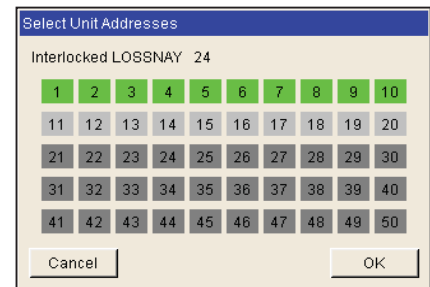 Select Unit Addresses
Interlocked LOSSNAY 24
1 2 3 4 5 6 7 8 9 10
11 12 13 14 15 16 17 18 19 20
21 22 23 24 25 26 27 28 29 30
31 32 33 34 35 36 37 38 39 40
41 42 43 44 45 46 47 48 49 50
Cancel OK